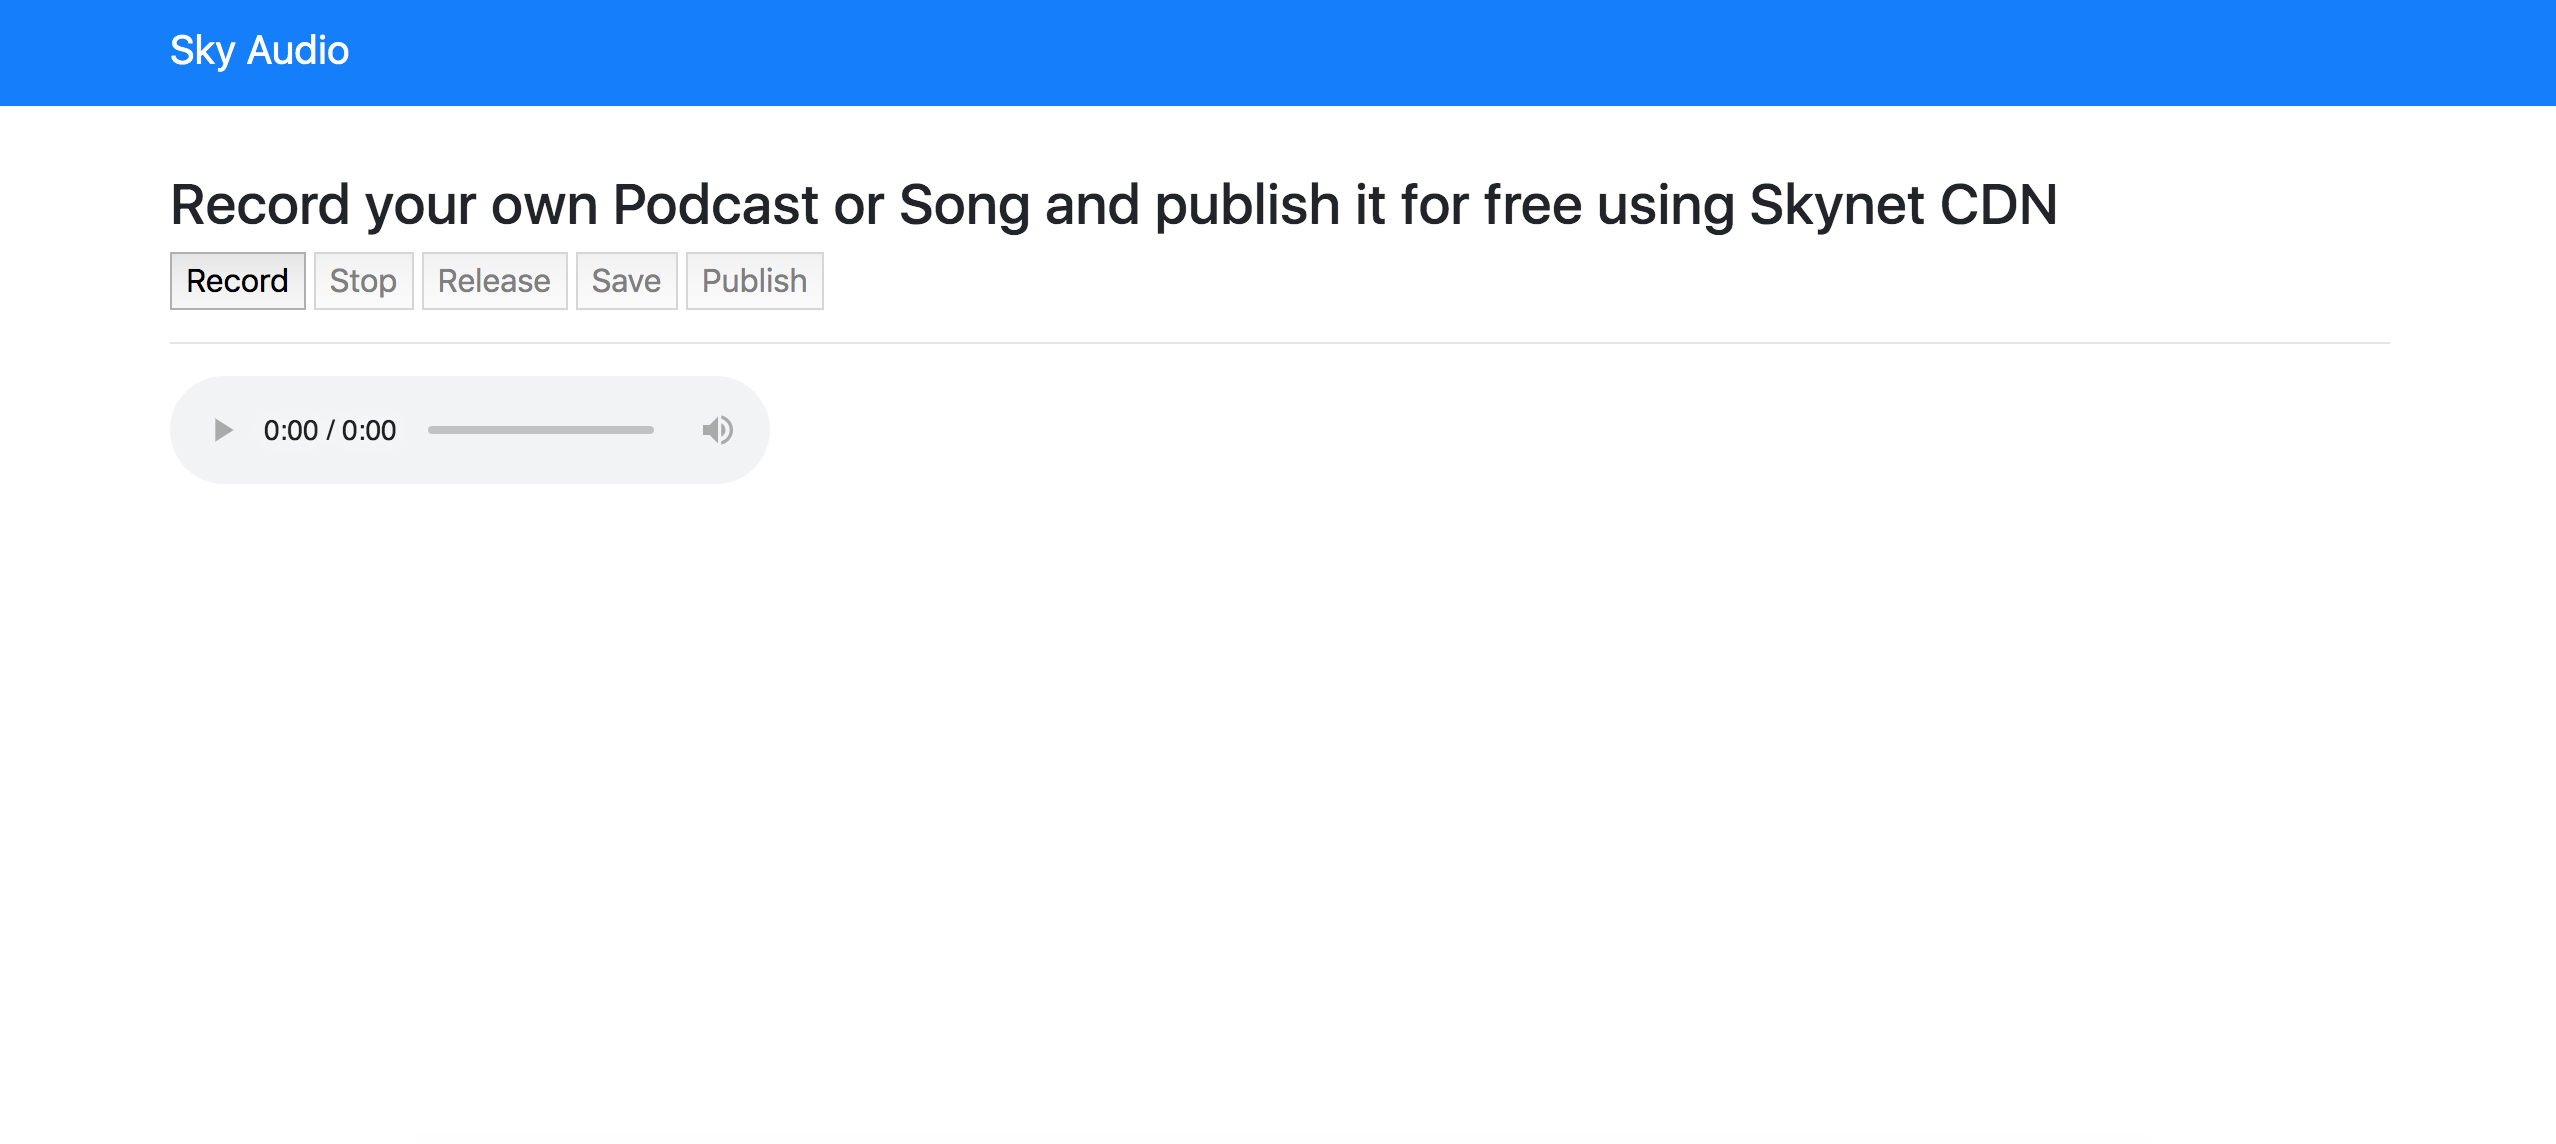 Sky Audio
Record your own Podcast or Song and publish it for free using Skynet CDN
Record Stop Release Save Publish
0:00 / 0:00